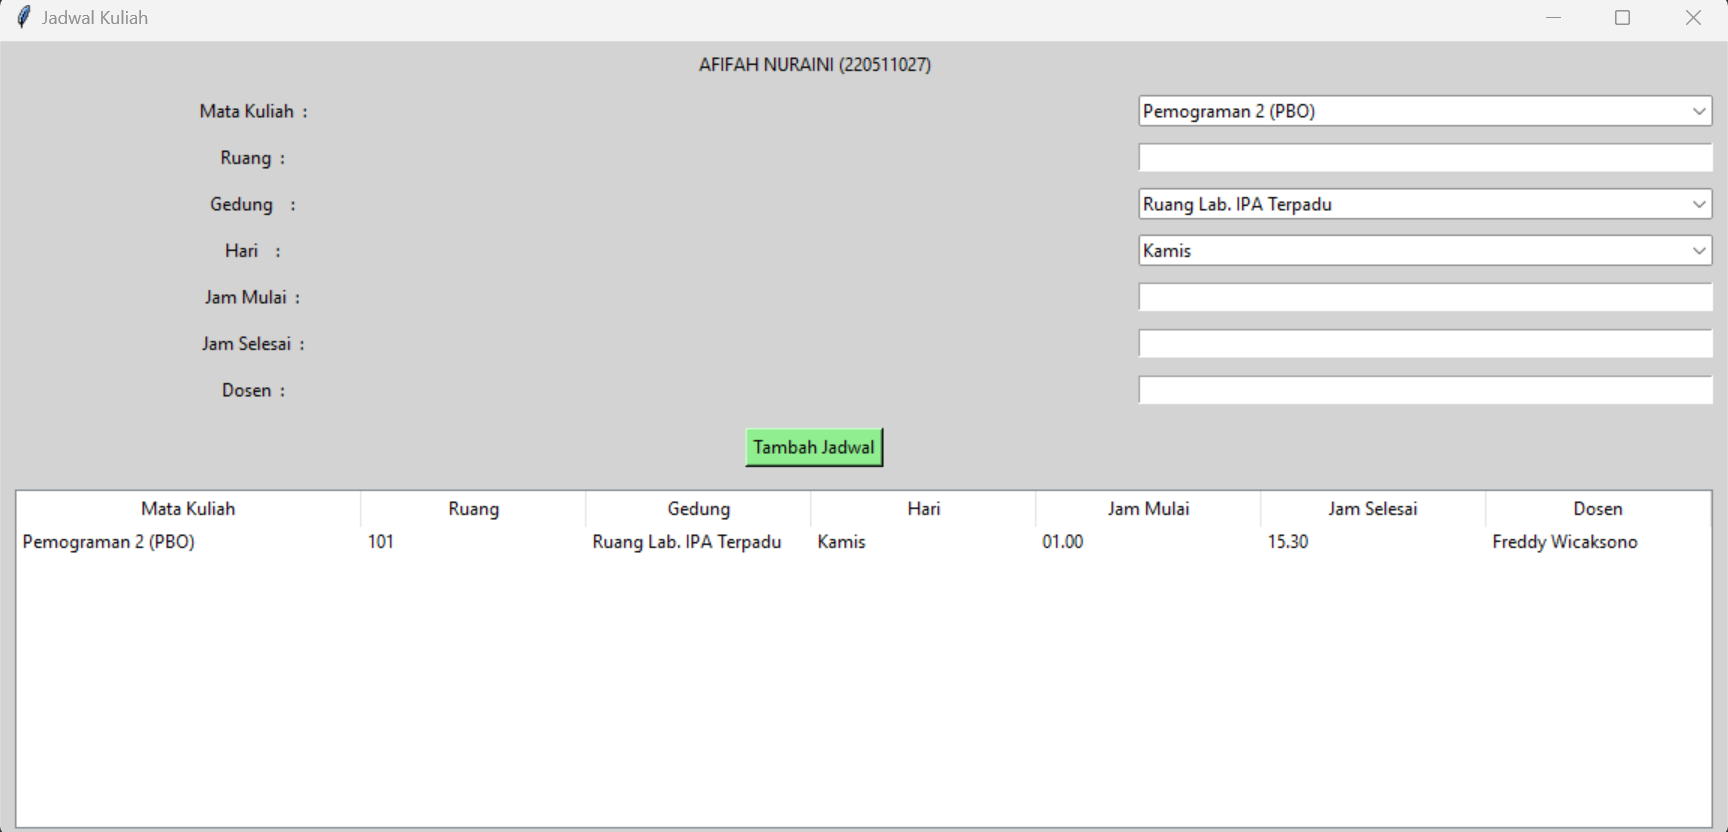 Jadwal Kuliah
AFIFAH NURAINI (220511027)
Mata Kuliah : Pemograman 2 (PBO)
Ruang :
Gedung : Ruang Lab. IPA Terpadu
Hari : Kamis
Jam Mulai :
Jam Selesai :
Dosen :
Tambah Jadwal
Mata Kuliah Ruang Gedung Hari Jam Mulai Jam Selesai Dosen
Pemograman 2 (PBO) 101 Ruang Lab. IPA Terpadu Kamis 01.00 15.30 Freddy Wicaksono